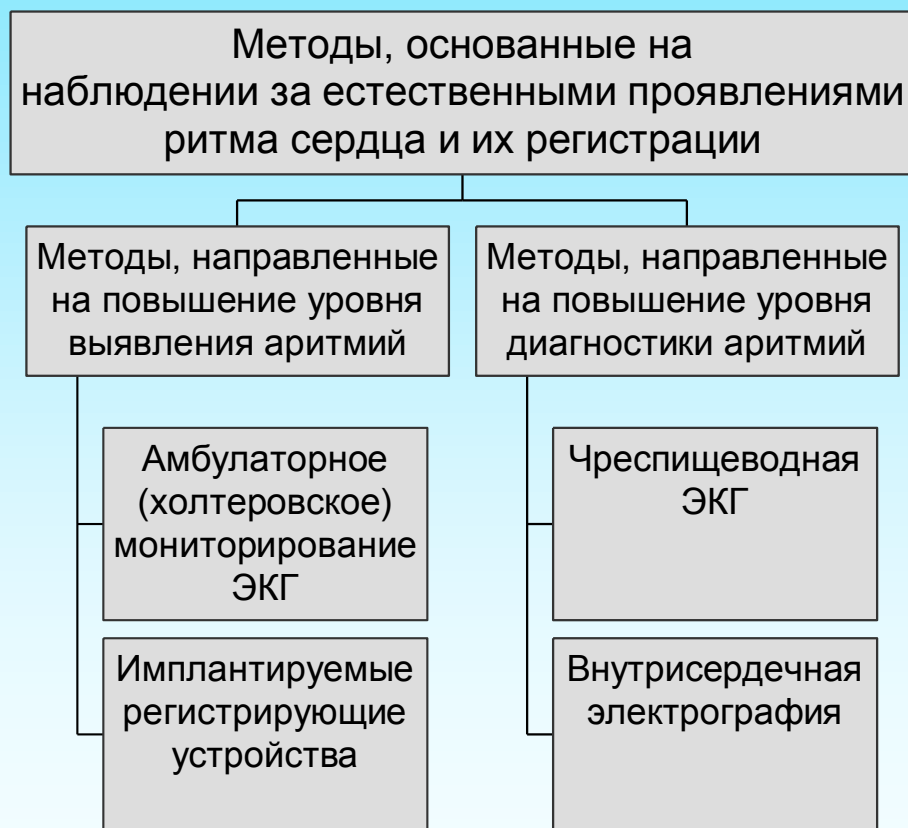 Методы, основанные на
наблюдении за естественными проявлениями
ритма сердца и их регистрации
Методы, направленные
на повышение уровня
выявления аритмий
Амбулаторное
(холтеровское)
мониторирование
ЭКГ
Имплантируемые
регистрирующие
устройства
Методы, направленные
на повышение уровня
диагностики аритмий
Чреспищеводная
ЭКГ
Внутрисердечная
электрография